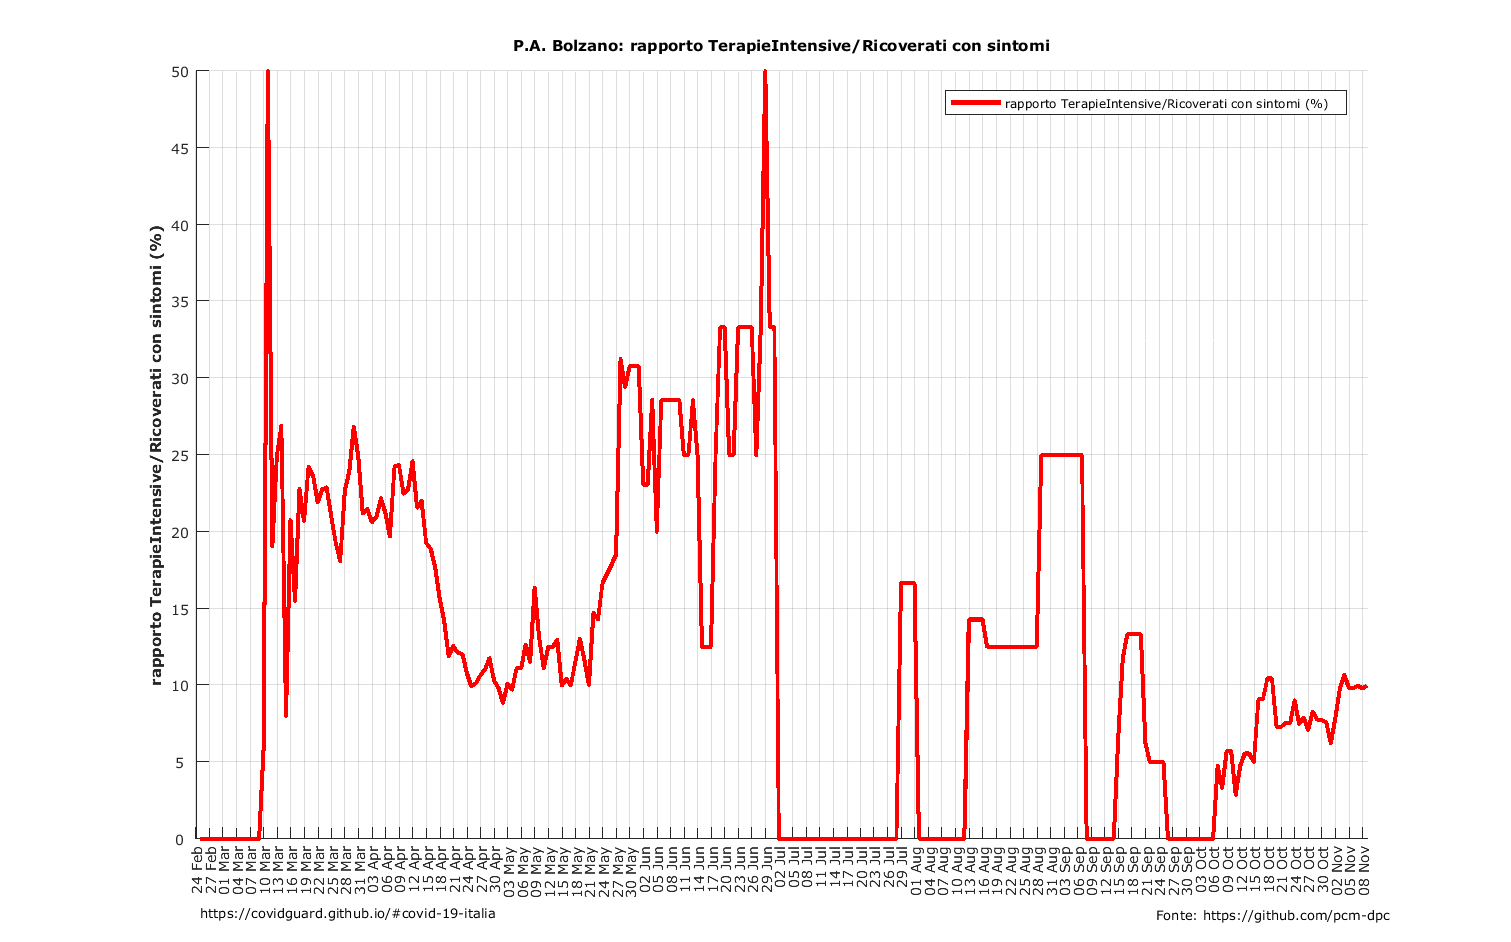 P.A. Bolzano: rapporto TerapieIntensive/Ricoverati con sintomi
rapporto TerapieIntensive/Ricoverati con sintomi (%)
rapporto TerapieIntensive/Ricoverati con sintomi (%)
50
45
40
35
30
25
20
15
10
5
0
24 Feb
27 Feb
01 Mar
04 Mar
07 Mar
10 Mar
13 Mar
16 Mar
19 Mar
22 Mar
25 Mar
28 Mar
31 Mar
03 Apr
06 Apr
09 Apr
12 Apr
15 Apr
18 Apr
21 Apr
24 Apr
27 Apr
30 Apr
03 May
06 May
09 May
12 May
15 May
18 May
21 May
24 May
27 May
30 May
02 Jun
05 Jun
08 Jun
11 Jun
14 Jun
17 Jun
20 Jun
23 Jun
26 Jun
29 Jun
02 Jul
05 Jul
08 Jul
11 Jul
14 Jul
17 Jul
20 Jul
23 Jul
26 Jul
29 Jul
01 Aug
04 Aug
07 Aug
10 Aug
13 Aug
16 Aug
19 Aug
22 Aug
25 Aug
28 Aug
31 Aug
03 Sep
06 Sep
09 Sep
12 Sep
15 Sep
18 Sep
21 Sep
24 Sep
27 Sep
30 Sep
03 Oct
06 Oct
09 Oct
12 Oct
15 Oct
18 Oct
21 Oct
24 Oct
27 Oct
30 Oct
02 Nov
05 Nov
08 Nov
https://covidguard.github.io/#covid-19-italia
Fonte: https://github.com/pcm-dpc